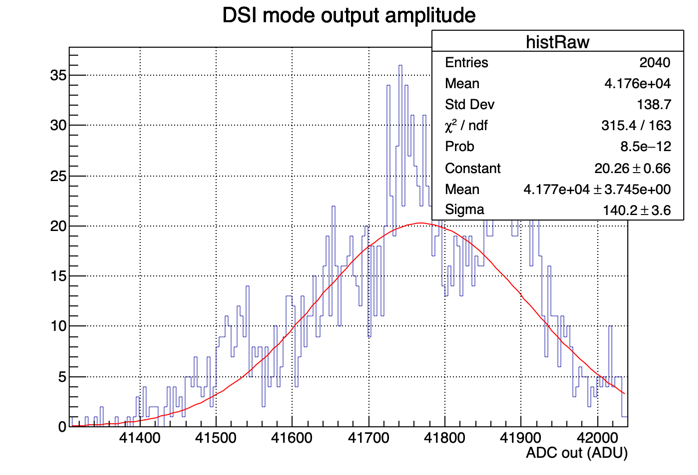 DSI mode output amplitude
histRaw
Entries 2040
Mean 4.176e+04
Std Dev 138.7
χ² / ndf 315.4 / 163
Prob 8.5e−12
Constant 20.26 ± 0.66
Mean 4.177e+04 ± 3.745e+00
Sigma 140.2 ± 3.6
35
30
25
20
15
10
5
0
41400 41500 41600 41700 41800 41900 42000
ADC out (ADU)